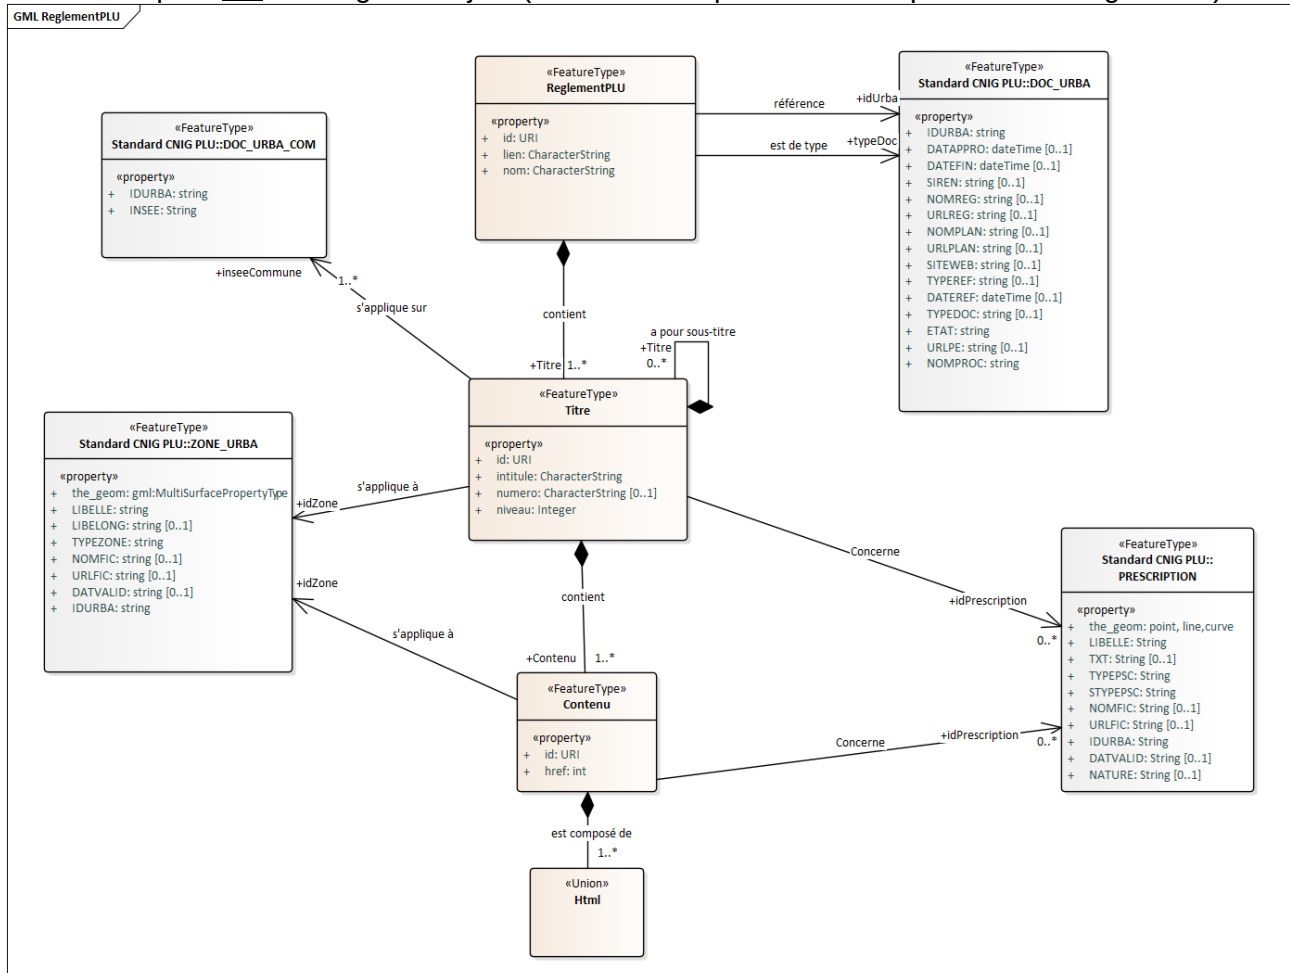 GML ReglementPLU
«FeatureType»
ReglementPLU
«property»
+ id: URI
+ lien: CharacterString
+ nom: CharacterString
référence
+idUrba
est de type
+typeDoc
«FeatureType»
Standard CNIG PLU::DOC_URBA
«property»
+ IDURBA: string
+ DATAPPRO: dateTime [0..1]
+ DATEFIN: dateTime [0..1]
+ SIREN: string [0..1]
+ NOMREG: string [0..1]
+ URLREG: string [0..1]
+ NOMPLAN: string [0..1]
+ URLPLAN: string [0..1]
+ SITEWEB: string [0..1]
+ TYPEREF: string [0..1]
+ DATEREF: dateTime [0..1]
+ TYPEDOC: string [0..1]
+ ETAT: string
+ URLPE: string [0..1]
+ NOMPROC: string
«FeatureType»
Standard CNIG PLU::DOC_URBA_COM
«property»
+ IDURBA: string
+ INSEE: String
+inseeCommune
1..*
s'applique sur
contient
+Titre 1..*
a pour sous-titre
+Titre
0..*
«FeatureType»
Titre
«property»
+ id: URI
+ intitule: CharacterString
+ numero: CharacterString [0..1]
+ niveau: Integer
«FeatureType»
Standard CNIG PLU::ZONE_URBA
«property»
+ the_geom: gml:MultiSurfacePropertyType
+ LIBELLE: string
+ LIBELONG: string [0..1]
+ TYPEZONE: string
+ NOMFIC: string [0..1]
+ URLFIC: string [0..1]
+ DATVALID: string [0..1]
+ IDURBA: string
s'applique à
+idZone
+idZone
s'applique à
contient
+Contenu 1..*
Concerne
+idPrescription
0..*
«FeatureType»
Standard CNIG PLU::
PRESCRIPTION
«property»
+ the_geom: point, line,curve
+ LIBELLE: String
+ TXT: String [0..1]
+ TYPEPSC: String
+ STYPEPSC: String
+ NOMFIC: String [0..1]
+ URLFIC: String [0..1]
+ IDURBA: String
+ DATVALID: String [0..1]
+ NATURE: String [0..1]
«FeatureType»
Contenu
«property»
+ id: URI
+ href: int
Concerne
+idPrescription
0..*
est composé de
1..*
«Union»
Html